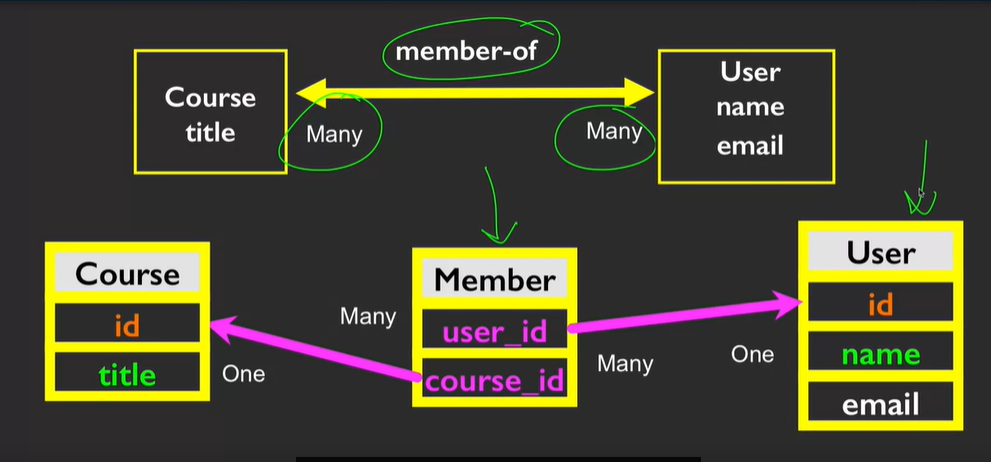 member-of
Course
title
Many
Many
User
name
email
Course
id
title
Many
One
Member
user_id
course_id
Many
One
User
id
name
email